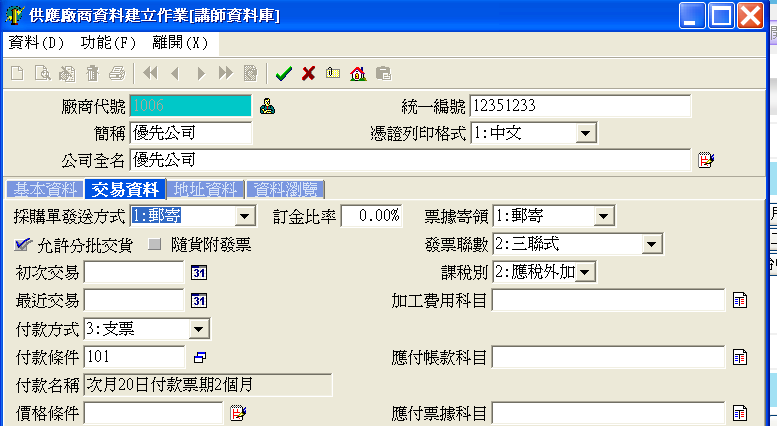 供應廠商資料建立作業[講師資料庫]
資料(D) 功能(F) 離開(X)
廠商代號 1006 統一編號 12351233
簡稱 優先公司 憑證列印格式 1:中文
公司全名 優先公司
基本資料 交易資料 地址資料 資料瀏覽
採購單發送方式 1:郵寄 訂金比率 0.00% 票據寄領 1:郵寄
允許分批交貨 隨貨附發票 發票聯數 2:三聯式
初次交易 31 課稅別 2:應稅外加
最近交易 31 加工費用科目
付款方式 3:支票
付款條件 101 應付帳款科目
付款名稱 次月20日付款票期2個月
價格條件 應付票據科目